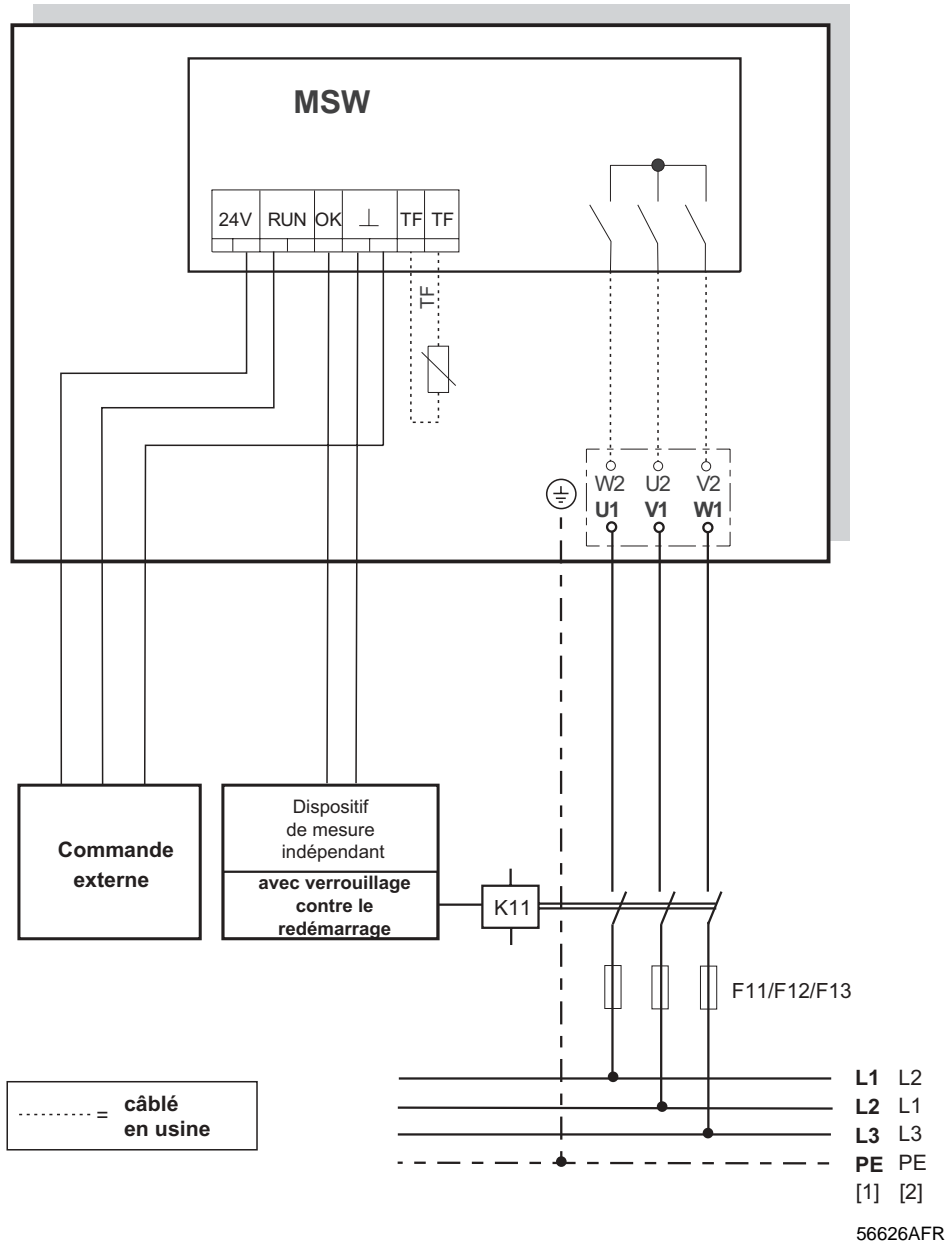 MSW
24V RUN OK ⊥ TF TF
TF
W2 U2 V2
U1 V1 W1
Commande
externe
Dispositif
de mesure
indépendant
avec verrouillage
contre le
redémarrage
K11
F11/F12/F13
L1 L2
L2 L1
L3 L3
PE PE
[1] [2]
= câblé
en usine
56626AFR